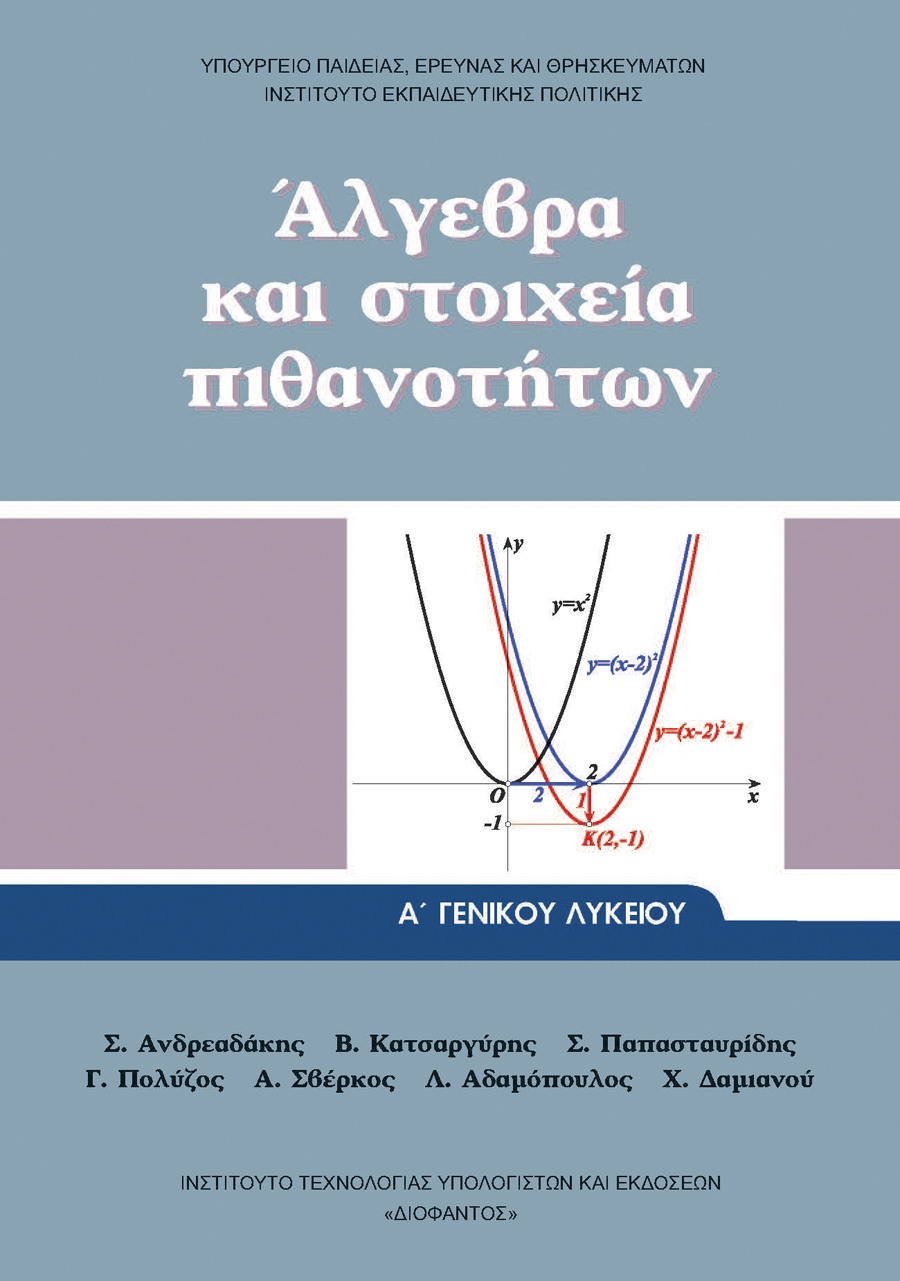 ΥΠΟΥΡΓΕΙΟ ΠΑΙΔΕΙΑΣ, ΕΡΕΥΝΑΣ ΚΑΙ ΘΡΗΣΚΕΥΜΑΤΩΝ
ΙΝΣΤΙΤΟΥΤΟ ΕΚΠΑΙΔΕΥΤΙΚΗΣ ΠΟΛΙΤΙΚΗΣ
Άλγεβρα
και στοιχεία
πιθανοτήτων
y
y=x²
y=(x-2)²
y=(x-2)²-1
2
O
2
1
x
-1
K(2,-1)
Α΄ ΓΕΝΙΚΟΥ ΛΥΚΕΙΟΥ
Σ. Ανδρεαδάκης Β. Κατσαργύρης Σ. Παπασταυρίδης
Γ. Πολύζος Α. Σβέρκος Λ. Αδαμόπουλος Χ. Δαμιανού
ΙΝΣΤΙΤΟΥΤΟ ΤΕΧΝΟΛΟΓΙΑΣ ΥΠΟΛΟΓΙΣΤΩΝ ΚΑΙ ΕΚΔΟΣΕΩΝ
«ΔΙΟΦΑΝΤΟΣ»